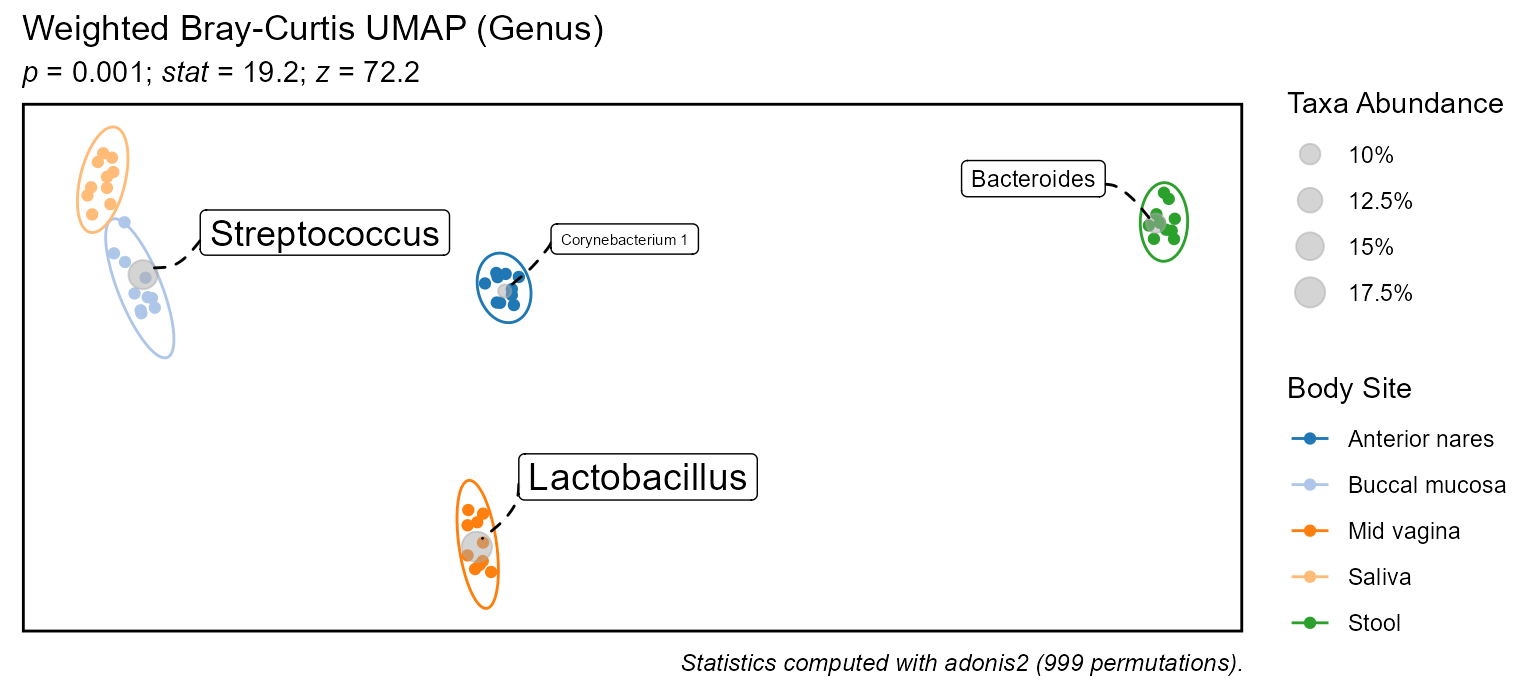 Weighted Bray-Curtis UMAP (Genus)
p = 0.001; stat = 19.2; z = 72.2
Streptococcus
Corynebacterium 1
Bacteroides
Lactobacillus
Taxa Abundance
10%
12.5%
15%
17.5%
Body Site
Anterior nares
Buccal mucosa
Mid vagina
Saliva
Stool
Statistics computed with adonis2 (999 permutations).